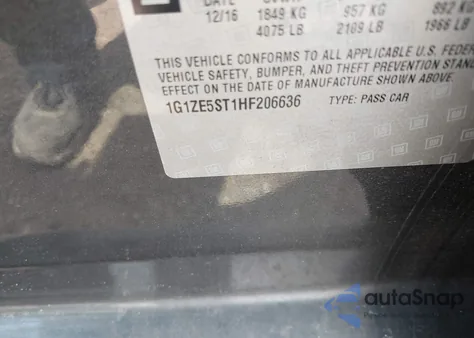 DATE
12/16 1849 KG 957 KG 892 KG
4075 LB 2109 LB 1966 LB
THIS VEHICLE CONFORMS TO ALL APPLICABLE U.S. FEDER
VEHICLE SAFETY, BUMPER, AND THEFT PREVENTION STAN
EFFECT ON THE DATE OF MANUFACTURE SHOWN ABOVE.
1G1ZE5ST1HF206636 TYPE: PASS CAR
autoSnap